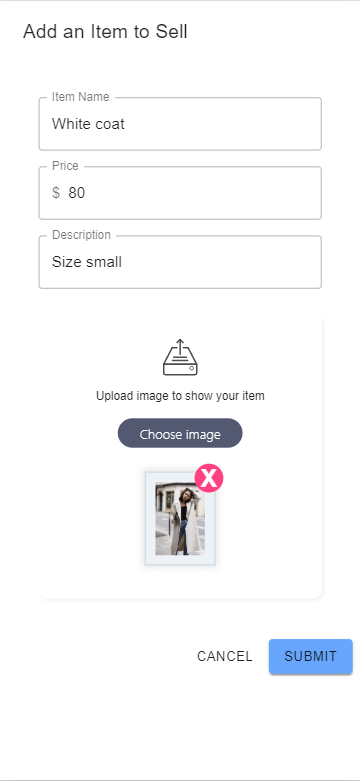 Add an Item to Sell
Item Name
White coat
Price
$ 80
Description
Size small
Upload image to show your item
Choose image
X
CANCEL SUBMIT